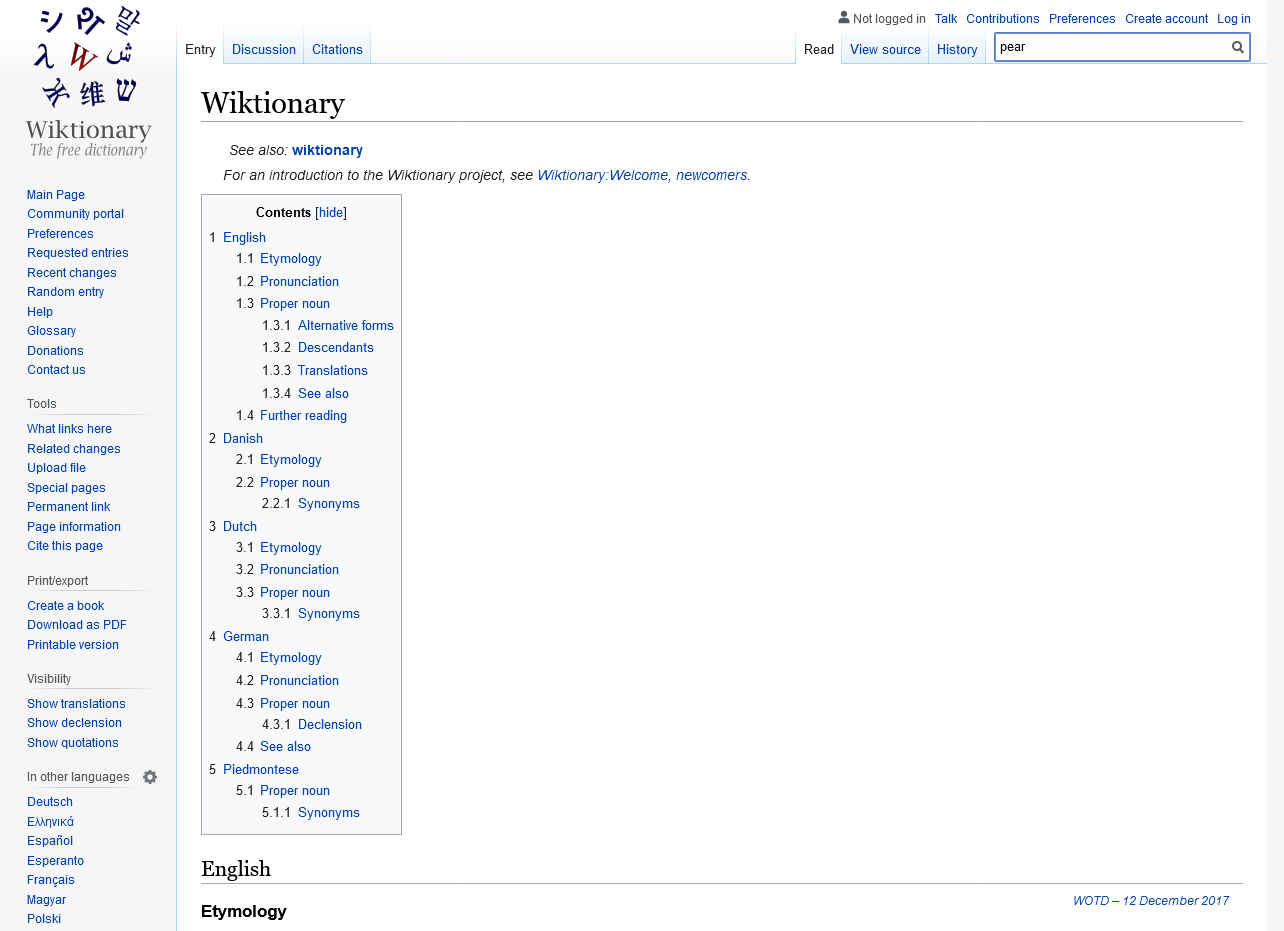 Not logged in Talk Contributions Preferences Create account Log in
Entry Discussion Citations Read View source History pear
Wiktionary
The free dictionary
Main Page
Community portal
Preferences
Requested entries
Recent changes
Random entry
Help
Glossary
Donations
Contact us
Tools
What links here
Related changes
Upload file
Special pages
Permanent link
Page information
Cite this page
Print/export
Create a book
Download as PDF
Printable version
Visibility
Show translations
Show declension
Show quotations
In other languages
Deutsch
Ελληνικά
Español
Esperanto
Français
Magyar
Polski
Wiktionary
See also: wiktionary
For an introduction to the Wiktionary project, see Wiktionary:Welcome, newcomers.
Contents [hide]
1 English
1.1 Etymology
1.2 Pronunciation
1.3 Proper noun
1.3.1 Alternative forms
1.3.2 Descendants
1.3.3 Translations
1.3.4 See also
1.4 Further reading
2 Danish
2.1 Etymology
2.2 Proper noun
2.2.1 Synonyms
3 Dutch
3.1 Etymology
3.2 Pronunciation
3.3 Proper noun
3.3.1 Synonyms
4 German
4.1 Etymology
4.2 Pronunciation
4.3 Proper noun
4.3.1 Declension
4.4 See also
5 Piedmontese
5.1 Proper noun
5.1.1 Synonyms
English
WOTD – 12 December 2017
Etymology